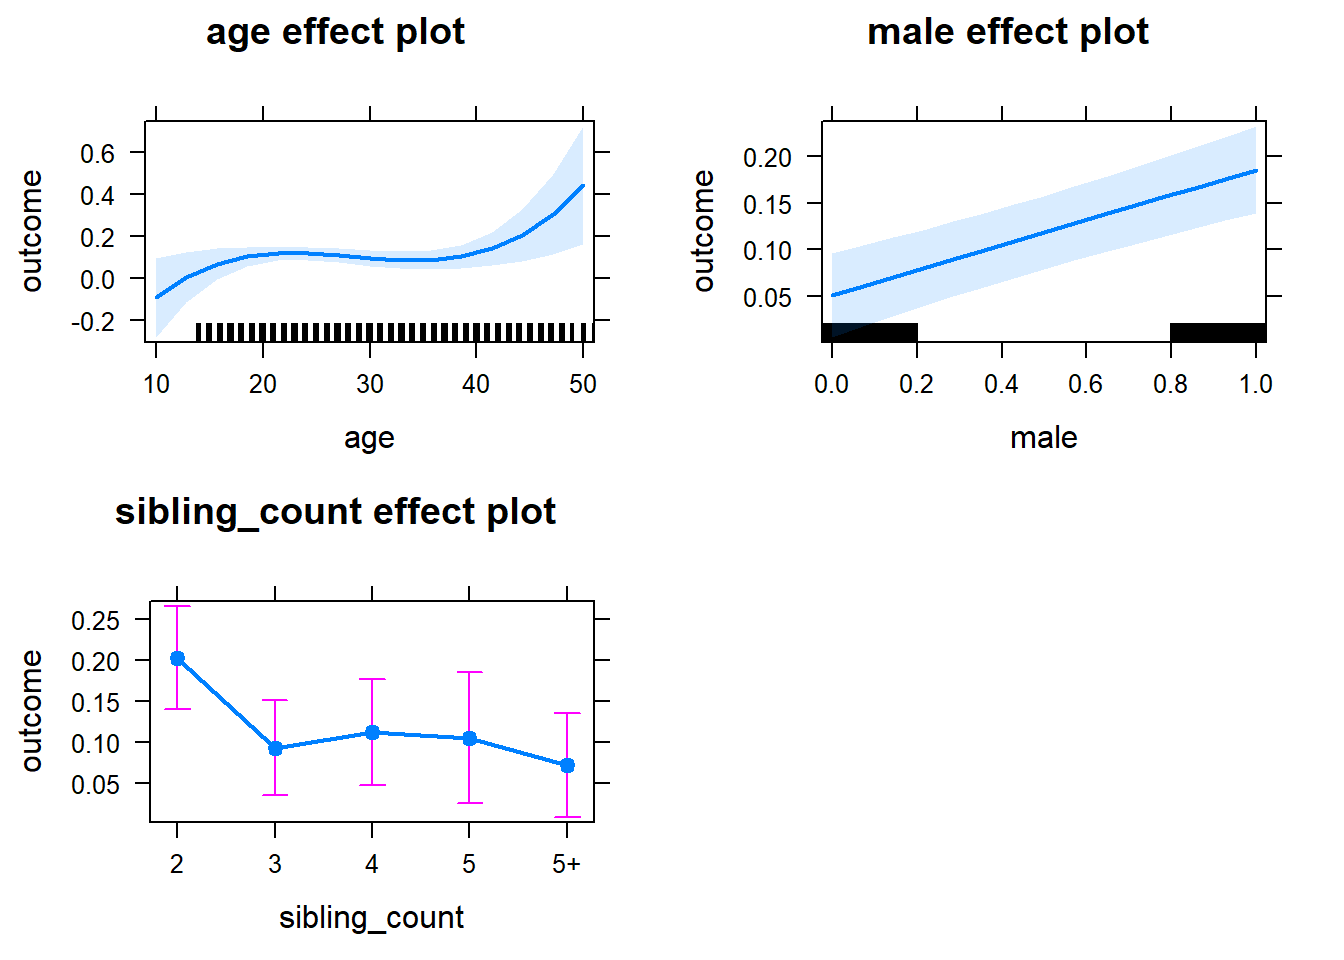 age effect plot
outcome
0.6
0.4
0.2
0.0
-0.2
10 20 30 40 50
age
male effect plot
outcome
0.20
0.15
0.10
0.05
0.0 0.2 0.4 0.6 0.8 1.0
male
sibling_count effect plot
outcome
0.25
0.20
0.15
0.10
0.05
2 3 4 5 5+
sibling_count